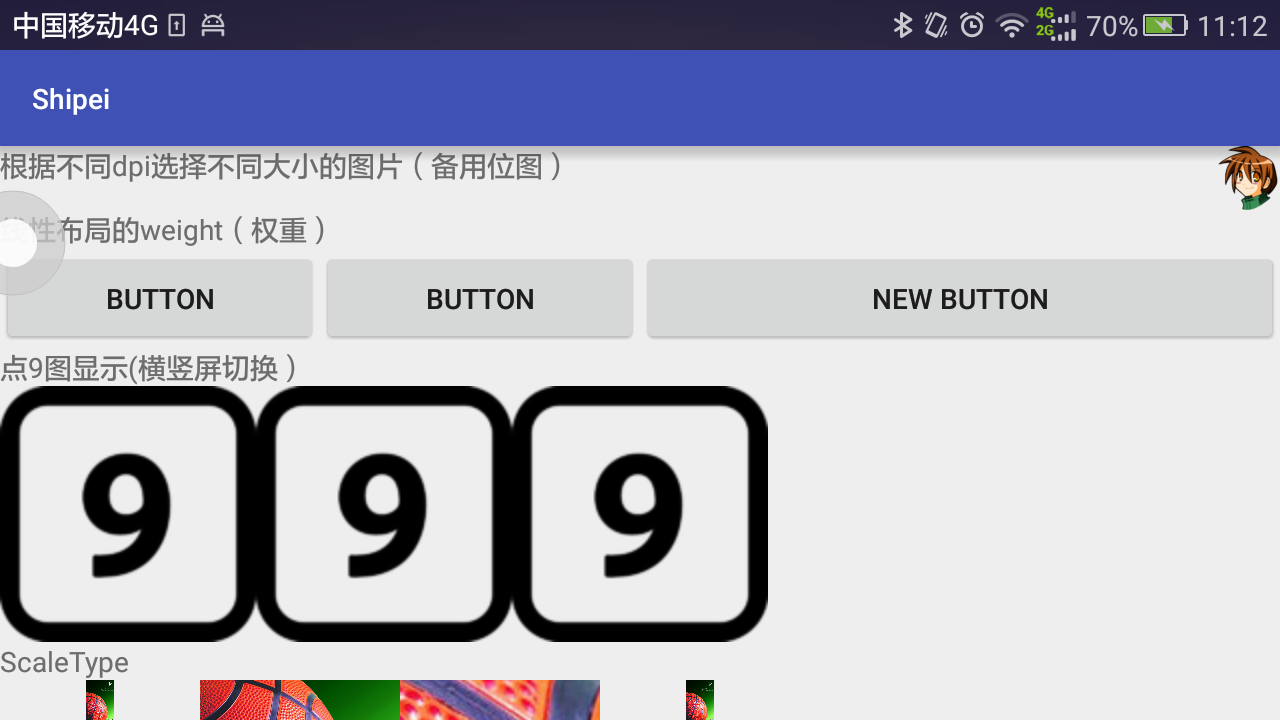 中国移动4G 4G 2G 70% 11:12
Shipei
根据不同dpi选择不同大小的图片（备用位图）
线性布局的weight（权重）
BUTTON BUTTON NEW BUTTON
点9图显示(横竖屏切换）
9 9 9
ScaleType